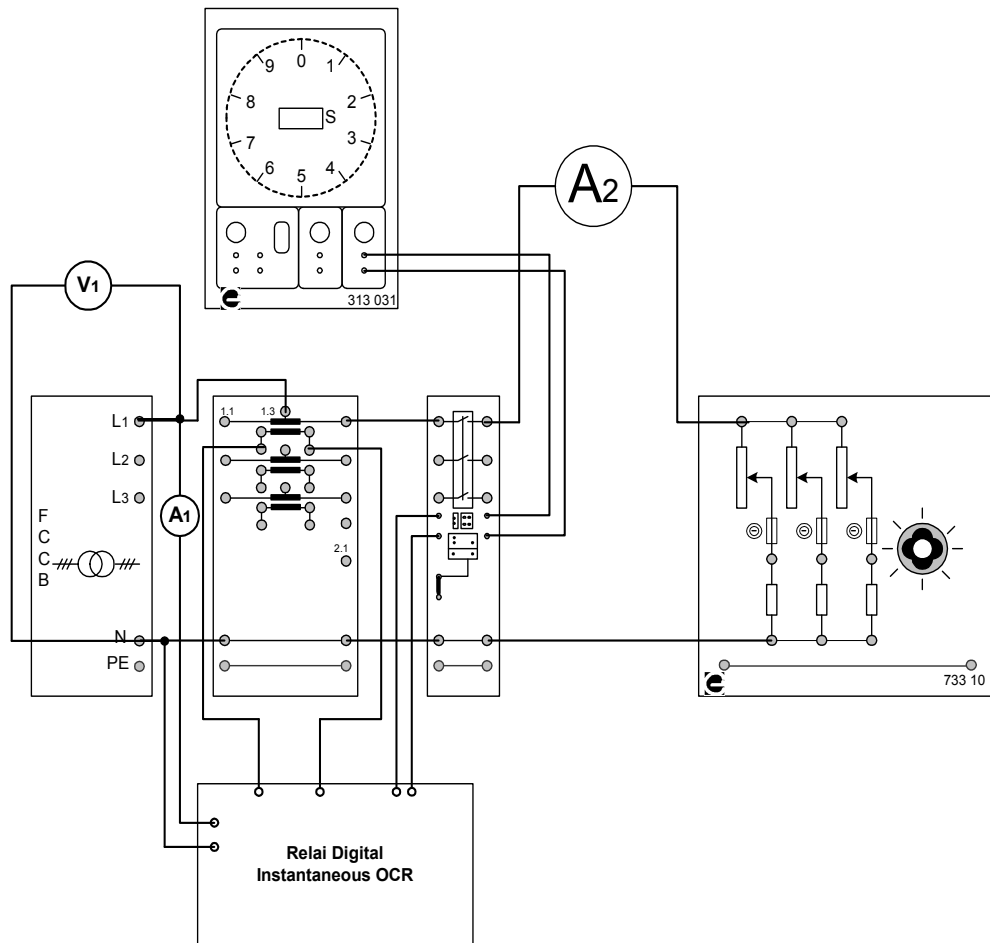 0
1
2
3
4
5
6
7
8
9
S
313 031
A2
V1
L1
L2
L3
A1
F
C
C
B
N
PE
1.1
1.3
2.1
733 10
Relai Digital
Instantaneous OCR